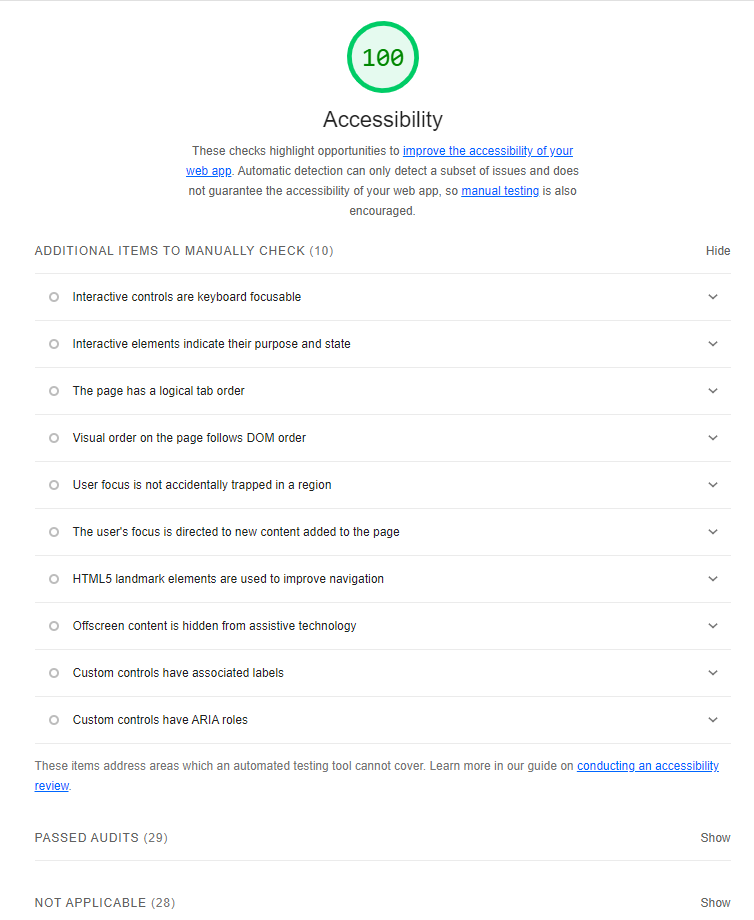 100
Accessibility
These checks highlight opportunities to improve the accessibility of your
web app. Automatic detection can only detect a subset of issues and does
not guarantee the accessibility of your web app, so manual testing is also
encouraged.
ADDITIONAL ITEMS TO MANUALLY CHECK (10) Hide
Interactive controls are keyboard focusable
Interactive elements indicate their purpose and state
The page has a logical tab order
Visual order on the page follows DOM order
User focus is not accidentally trapped in a region
The user's focus is directed to new content added to the page
HTML5 landmark elements are used to improve navigation
Offscreen content is hidden from assistive technology
Custom controls have associated labels
Custom controls have ARIA roles
These items address areas which an automated testing tool cannot cover. Learn more in our guide on conducting an accessibility
review.
PASSED AUDITS (29) Show
NOT APPLICABLE (28) Show